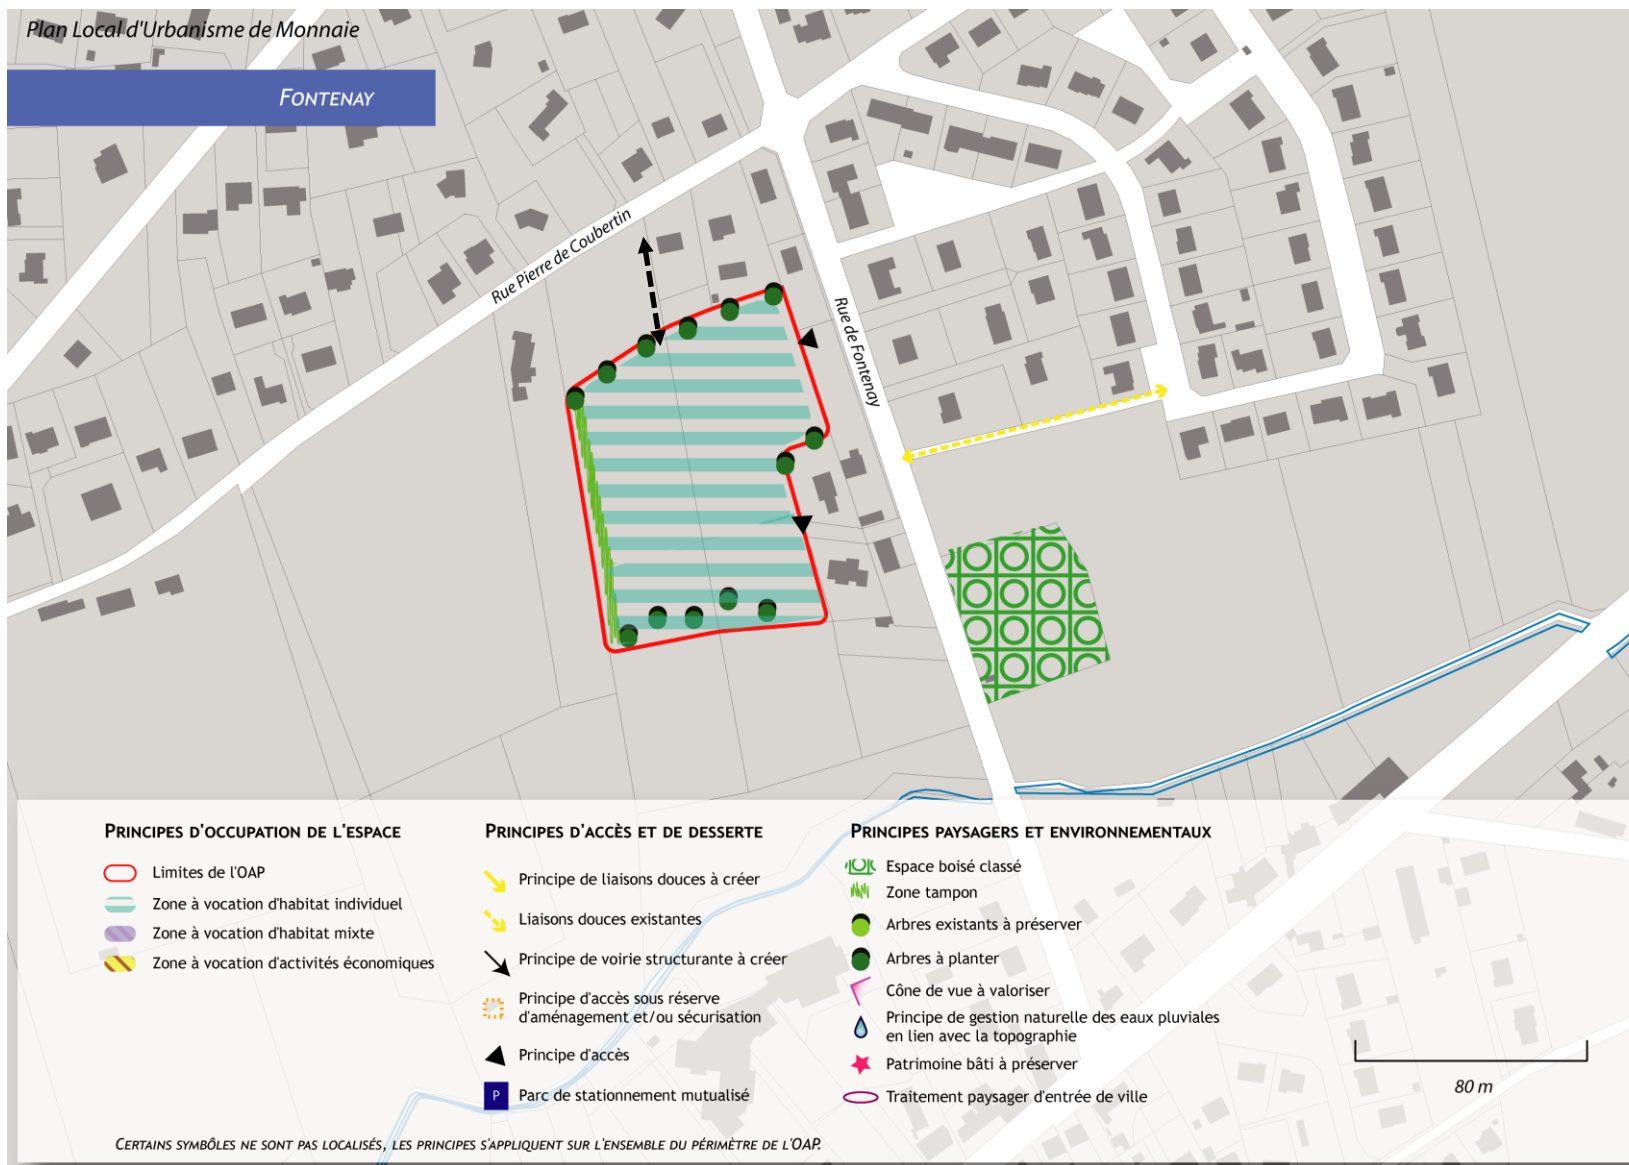 Plan Local d'Urbanisme de Monnaie
FONTENAY
Rue Pierre de Coubertin
Rue de Fontenay
PRINCIPES D'OCCUPATION DE L'ESPACE
Limites de l'OAP
Zone à vocation d'habitat individuel
Zone à vocation d'habitat mixte
Zone à vocation d'activités économiques
PRINCIPES D'ACCÈS ET DE DESSERTE
Principe de liaisons douces à créer
Liaisons douces existantes
Principe de voirie structurante à créer
Principe d'accès sous réserve
d'aménagement et/ou sécurisation
Principe d'accès
P
Parc de stationnement mutualisé
PRINCIPES PAYSAGERS ET ENVIRONNEMENTAUX
Espace boisé classé
Zone tampon
Arbres existants à préserver
Arbres à planter
Cône de vue à valoriser
Principe de gestion naturelle des eaux pluviales
en lien avec la topographie
Patrimoine bâti à préserver
Traitement paysager d'entrée de ville
80 m
CERTAINS SYMBÔLES NE SONT PAS LOCALISÉS, LES PRINCIPES S'APPLIQUENT SUR L'ENSEMBLE DU PÉRIMÈTRE DE L'OAP.